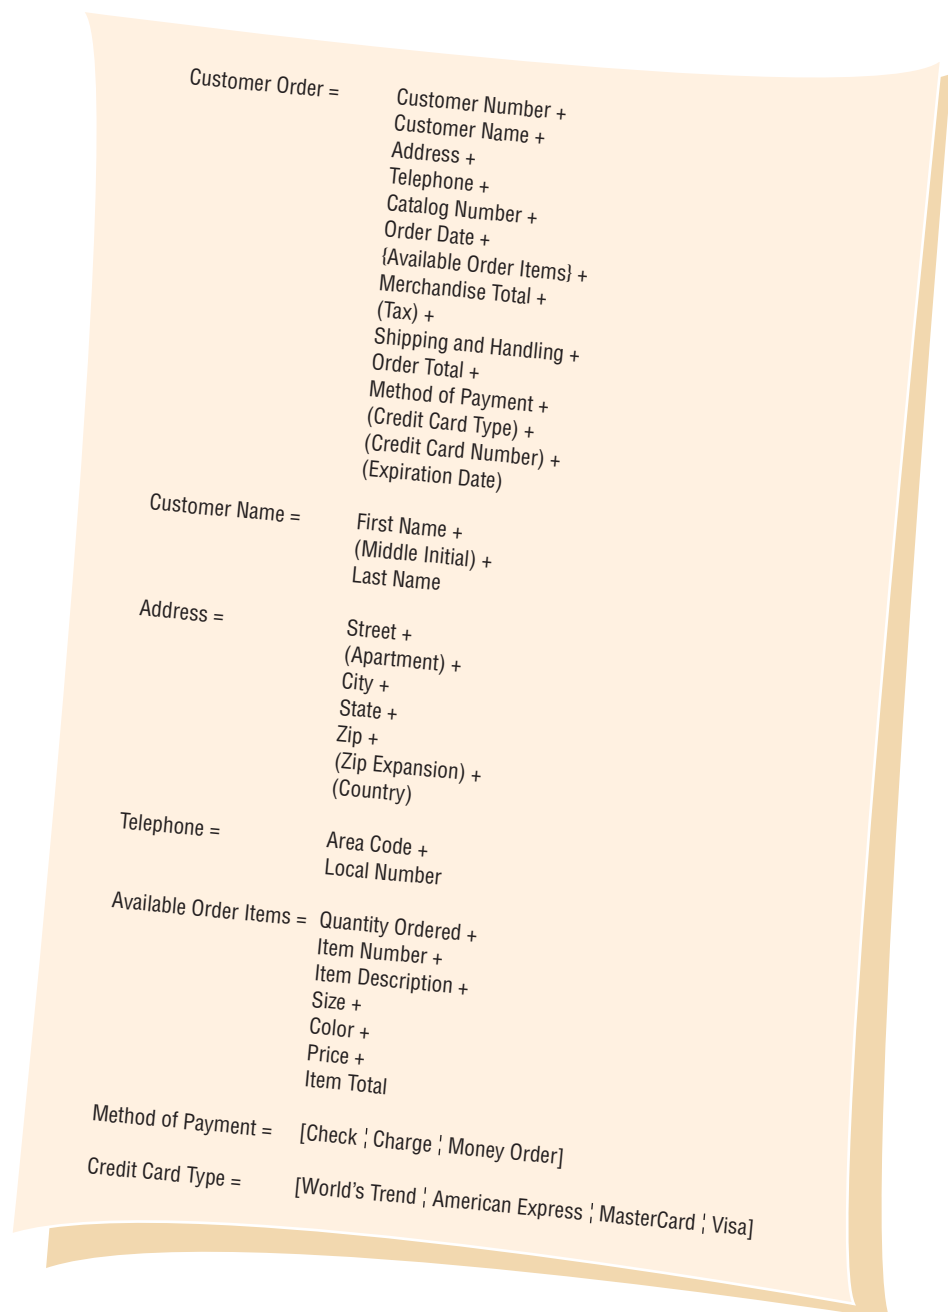 Customer Order = Customer Number +
Customer Name +
Address +
Telephone +
Catalog Number +
Order Date +
{Available Order Items} +
Merchandise Total +
(Tax) +
Shipping and Handling +
Order Total +
Method of Payment +
(Credit Card Type) +
(Credit Card Number) +
(Expiration Date)
Customer Name = First Name +
(Middle Initial) +
Last Name
Address = Street +
(Apartment) +
City +
State +
Zip +
(Zip Expansion) +
(Country)
Telephone = Area Code +
Local Number
Available Order Items = Quantity Ordered +
Item Number +
Item Description +
Size +
Color +
Price +
Item Total
Method of Payment = [Check ¦ Charge ¦ Money Order]
Credit Card Type = [World’s Trend ¦ American Express ¦ MasterCard ¦ Visa]